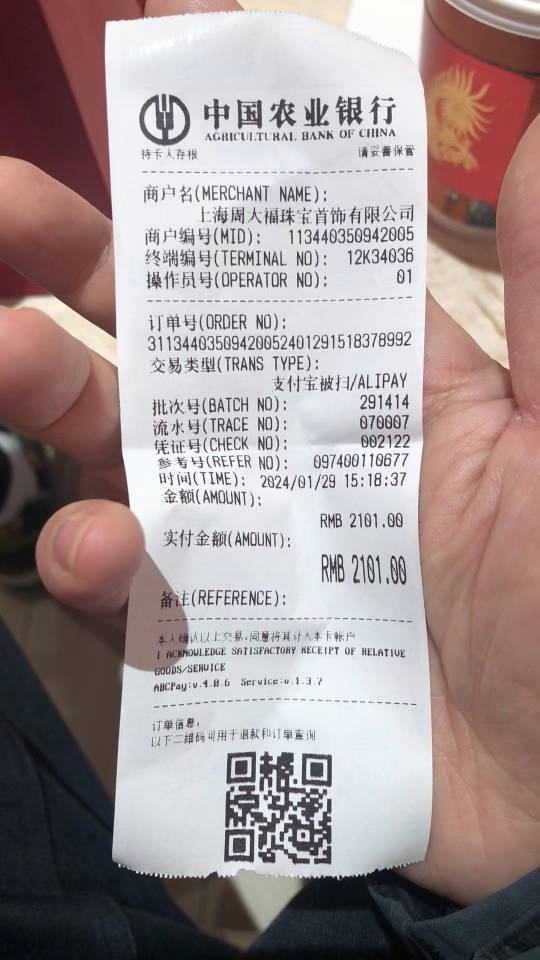 中国农业银行
AGRICULTURAL BANK OF CHINA
持卡人存根 请妥善保管
商户名(MERCHANT NAME):
上海周大福珠宝首饰有限公司
商户编号(MID): 113440350942005
终端编号(TERMINAL NO): 12K34036
操作员号(OPERATOR NO): 01
订单号(ORDER NO):
31134403509420052401291518378992
交易类型(TRANS TYPE):
支付宝被扫/ALIPAY
批次号(BATCH NO): 291414
流水号(TRACE NO): 070067
凭证号(CHECK NO): 002122
参考号(REFER NO): 097400110677
时间(TIME): 2024/01/29 15:18:37
金额(AMOUNT):
RMB 2101.00
实付金额(AMOUNT):
RMB 2101.00
备注(REFERENCE):
本人确认以上交易,同意将其计入本卡帐户
I ACKNOWLEDGE SATISFACTORY RECEIPT OF RELATIVE
GOODS/SERVICE
ABCPay:v.4.0.6 Service:v.1.3.7
订单信息:
以下二维码可用于退款和订单查询